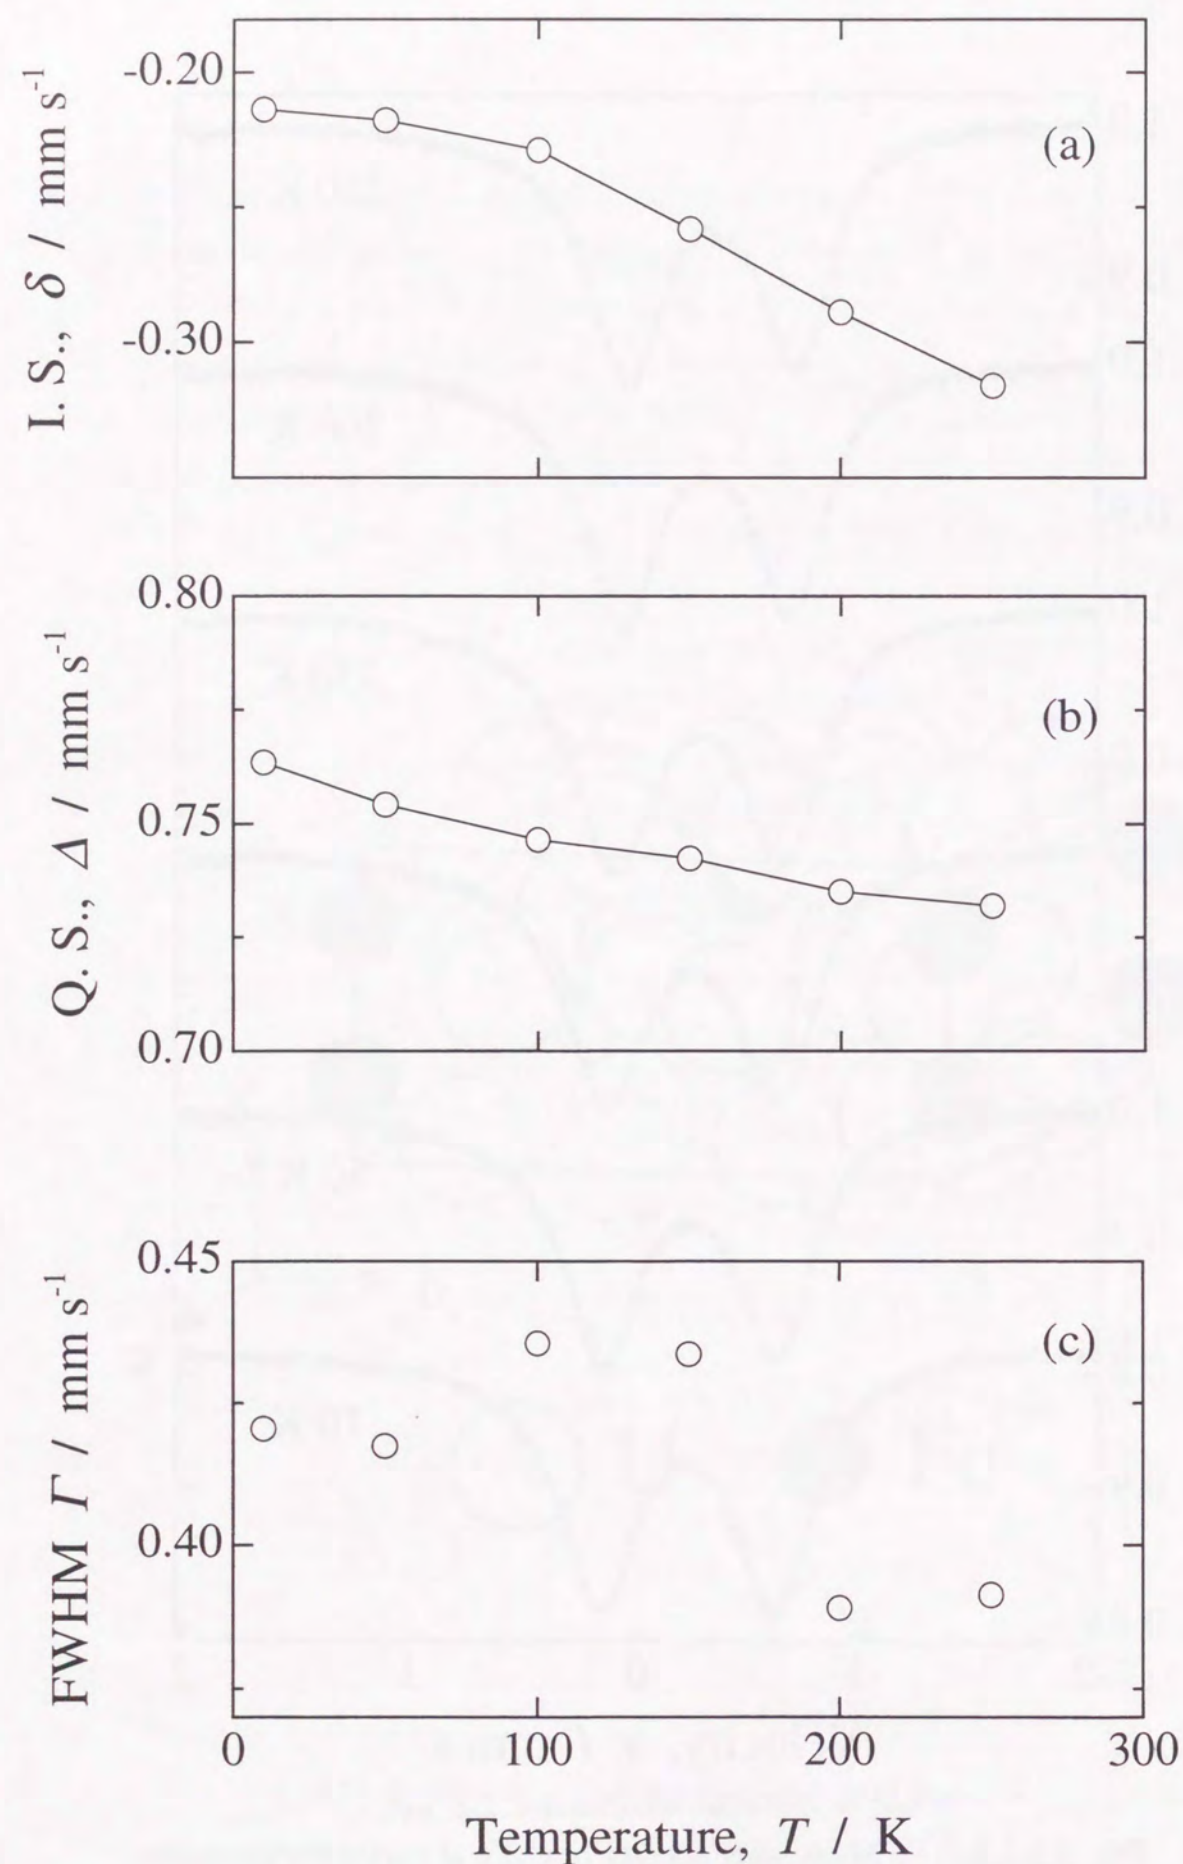 -0.20
-0.30
I. S., δ / mm s⁻¹
(a)
0.80
0.75
0.70
Q. S., Δ / mm s⁻¹
(b)
0.45
0.40
FWHM Γ / mm s⁻¹
(c)
0 100 200 300
Temperature, T / K